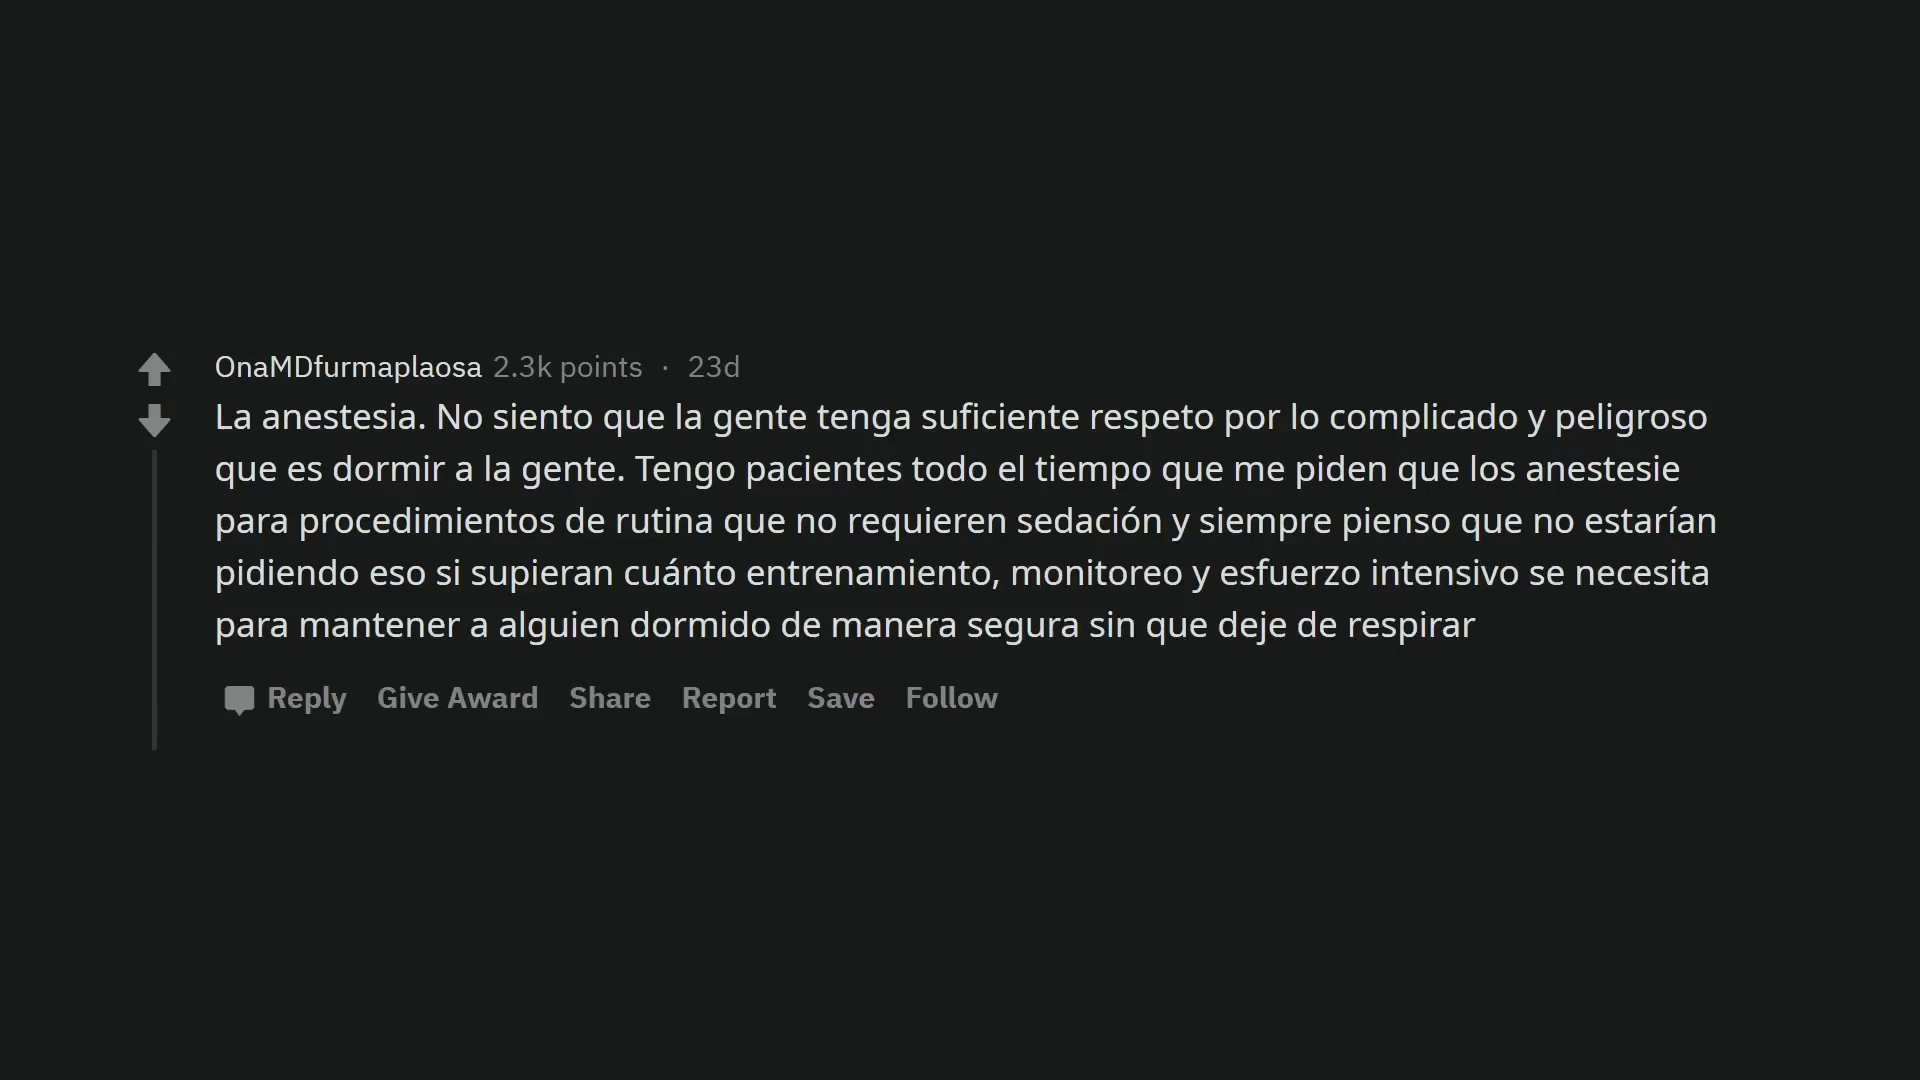 OnaMDfurmaplaosa 2.3k points · 23d
La anestesia. No siento que la gente tenga suficiente respeto por lo complicado y peligroso
que es dormir a la gente. Tengo pacientes todo el tiempo que me piden que los anestesie
para procedimientos de rutina que no requieren sedación y siempre pienso que no estarían
pidiendo eso si supieran cuánto entrenamiento, monitoreo y esfuerzo intensivo se necesita
para mantener a alguien dormido de manera segura sin que deje de respirar
Reply Give Award Share Report Save Follow